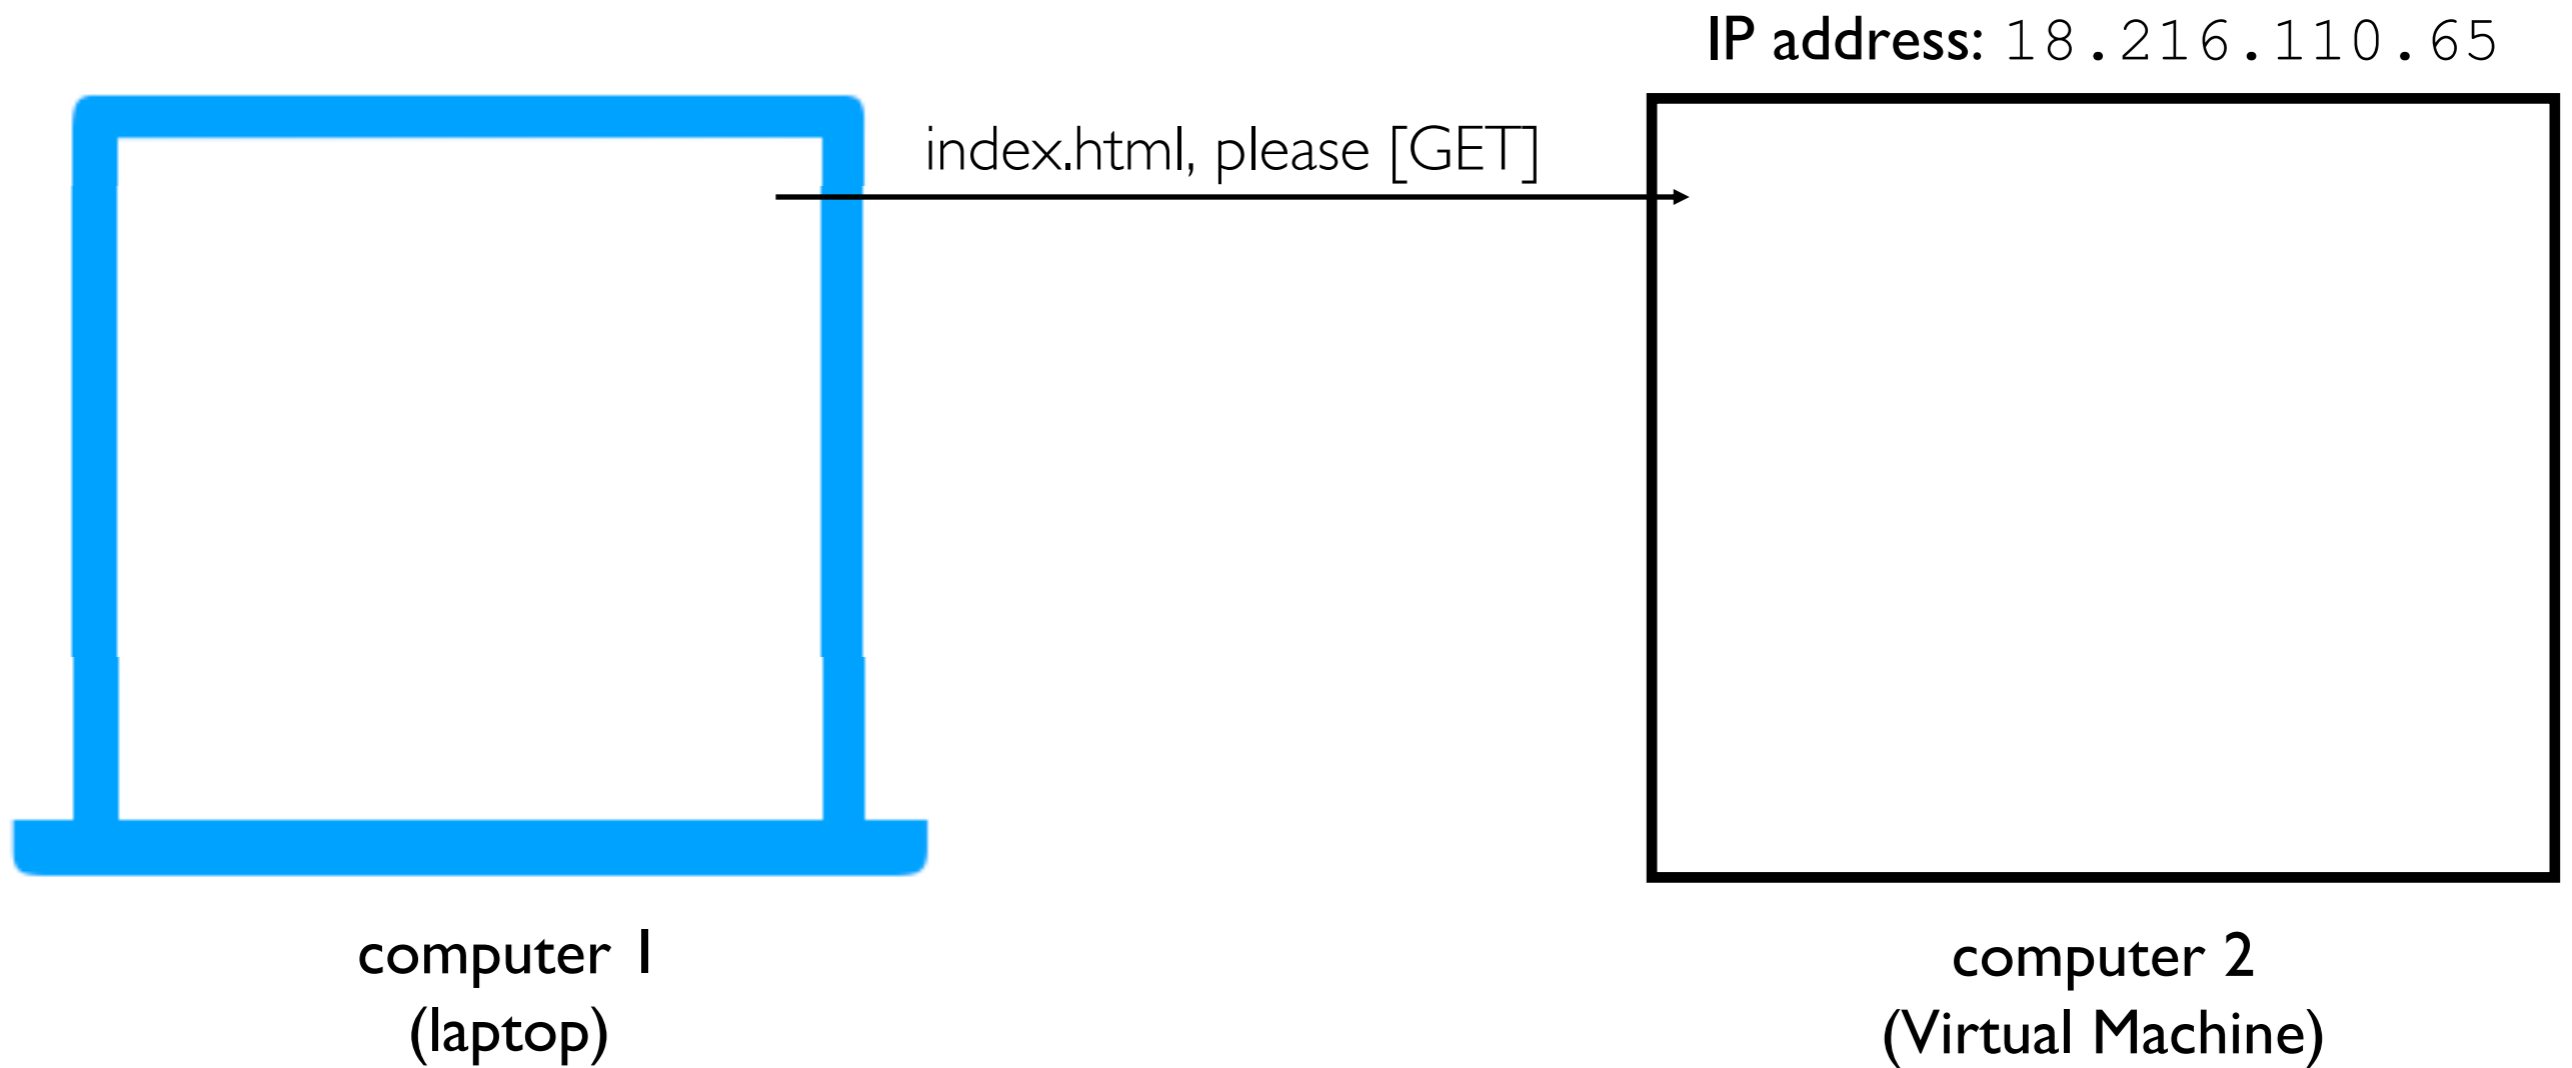 IP address: 18.216.110.65
index.html, please [GET]
computer 1
(laptop)
computer 2
(Virtual Machine)